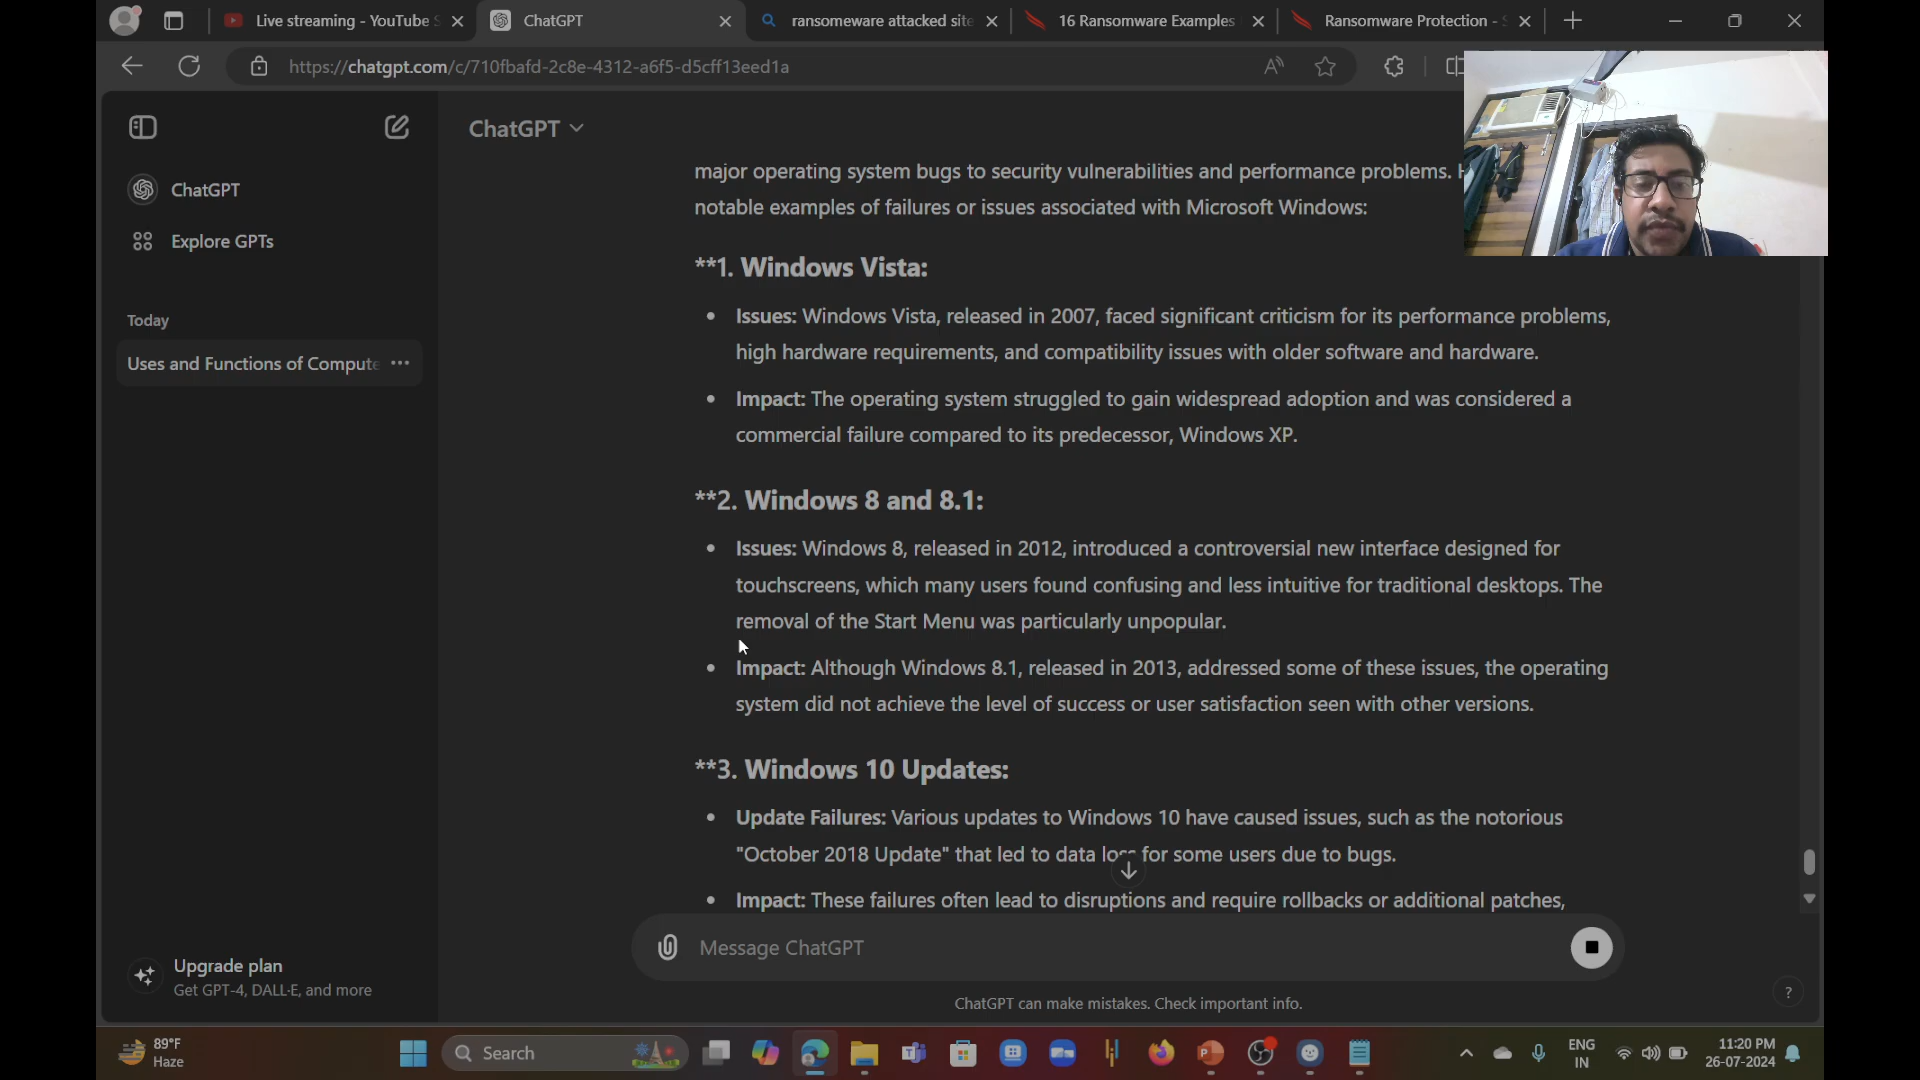 Live streaming - YouTube S
ChatGPT
ransomeware attacked site
16 Ransomware Examples
Ransomware Protection - S
https://chatgpt.com/c/710fbafd-2c8e-4312-a6f5-d5cff13eed1a
ChatGPT
Explore GPTs
Today
Uses and Functions of Compute
Upgrade plan
Get GPT-4, DALL·E, and more
ChatGPT
major operating system bugs to security vulnerabilities and performance problems. H
notable examples of failures or issues associated with Microsoft Windows:
**1. Windows Vista:
• Issues: Windows Vista, released in 2007, faced significant criticism for its performance problems,
high hardware requirements, and compatibility issues with older software and hardware.
• Impact: The operating system struggled to gain widespread adoption and was considered a
commercial failure compared to its predecessor, Windows XP.
**2. Windows 8 and 8.1:
• Issues: Windows 8, released in 2012, introduced a controversial new interface designed for
touchscreens, which many users found confusing and less intuitive for traditional desktops. The
removal of the Start Menu was particularly unpopular.
• Impact: Although Windows 8.1, released in 2013, addressed some of these issues, the operating
system did not achieve the level of success or user satisfaction seen with other versions.
**3. Windows 10 Updates:
• Update Failures: Various updates to Windows 10 have caused issues, such as the notorious
"October 2018 Update" that led to data loss for some users due to bugs.
• Impact: These failures often lead to disruptions and require rollbacks or additional patches,
Message ChatGPT
ChatGPT can make mistakes. Check important info.
?
89°F
Haze
Search
ENG
IN
11:20 PM
26-07-2024